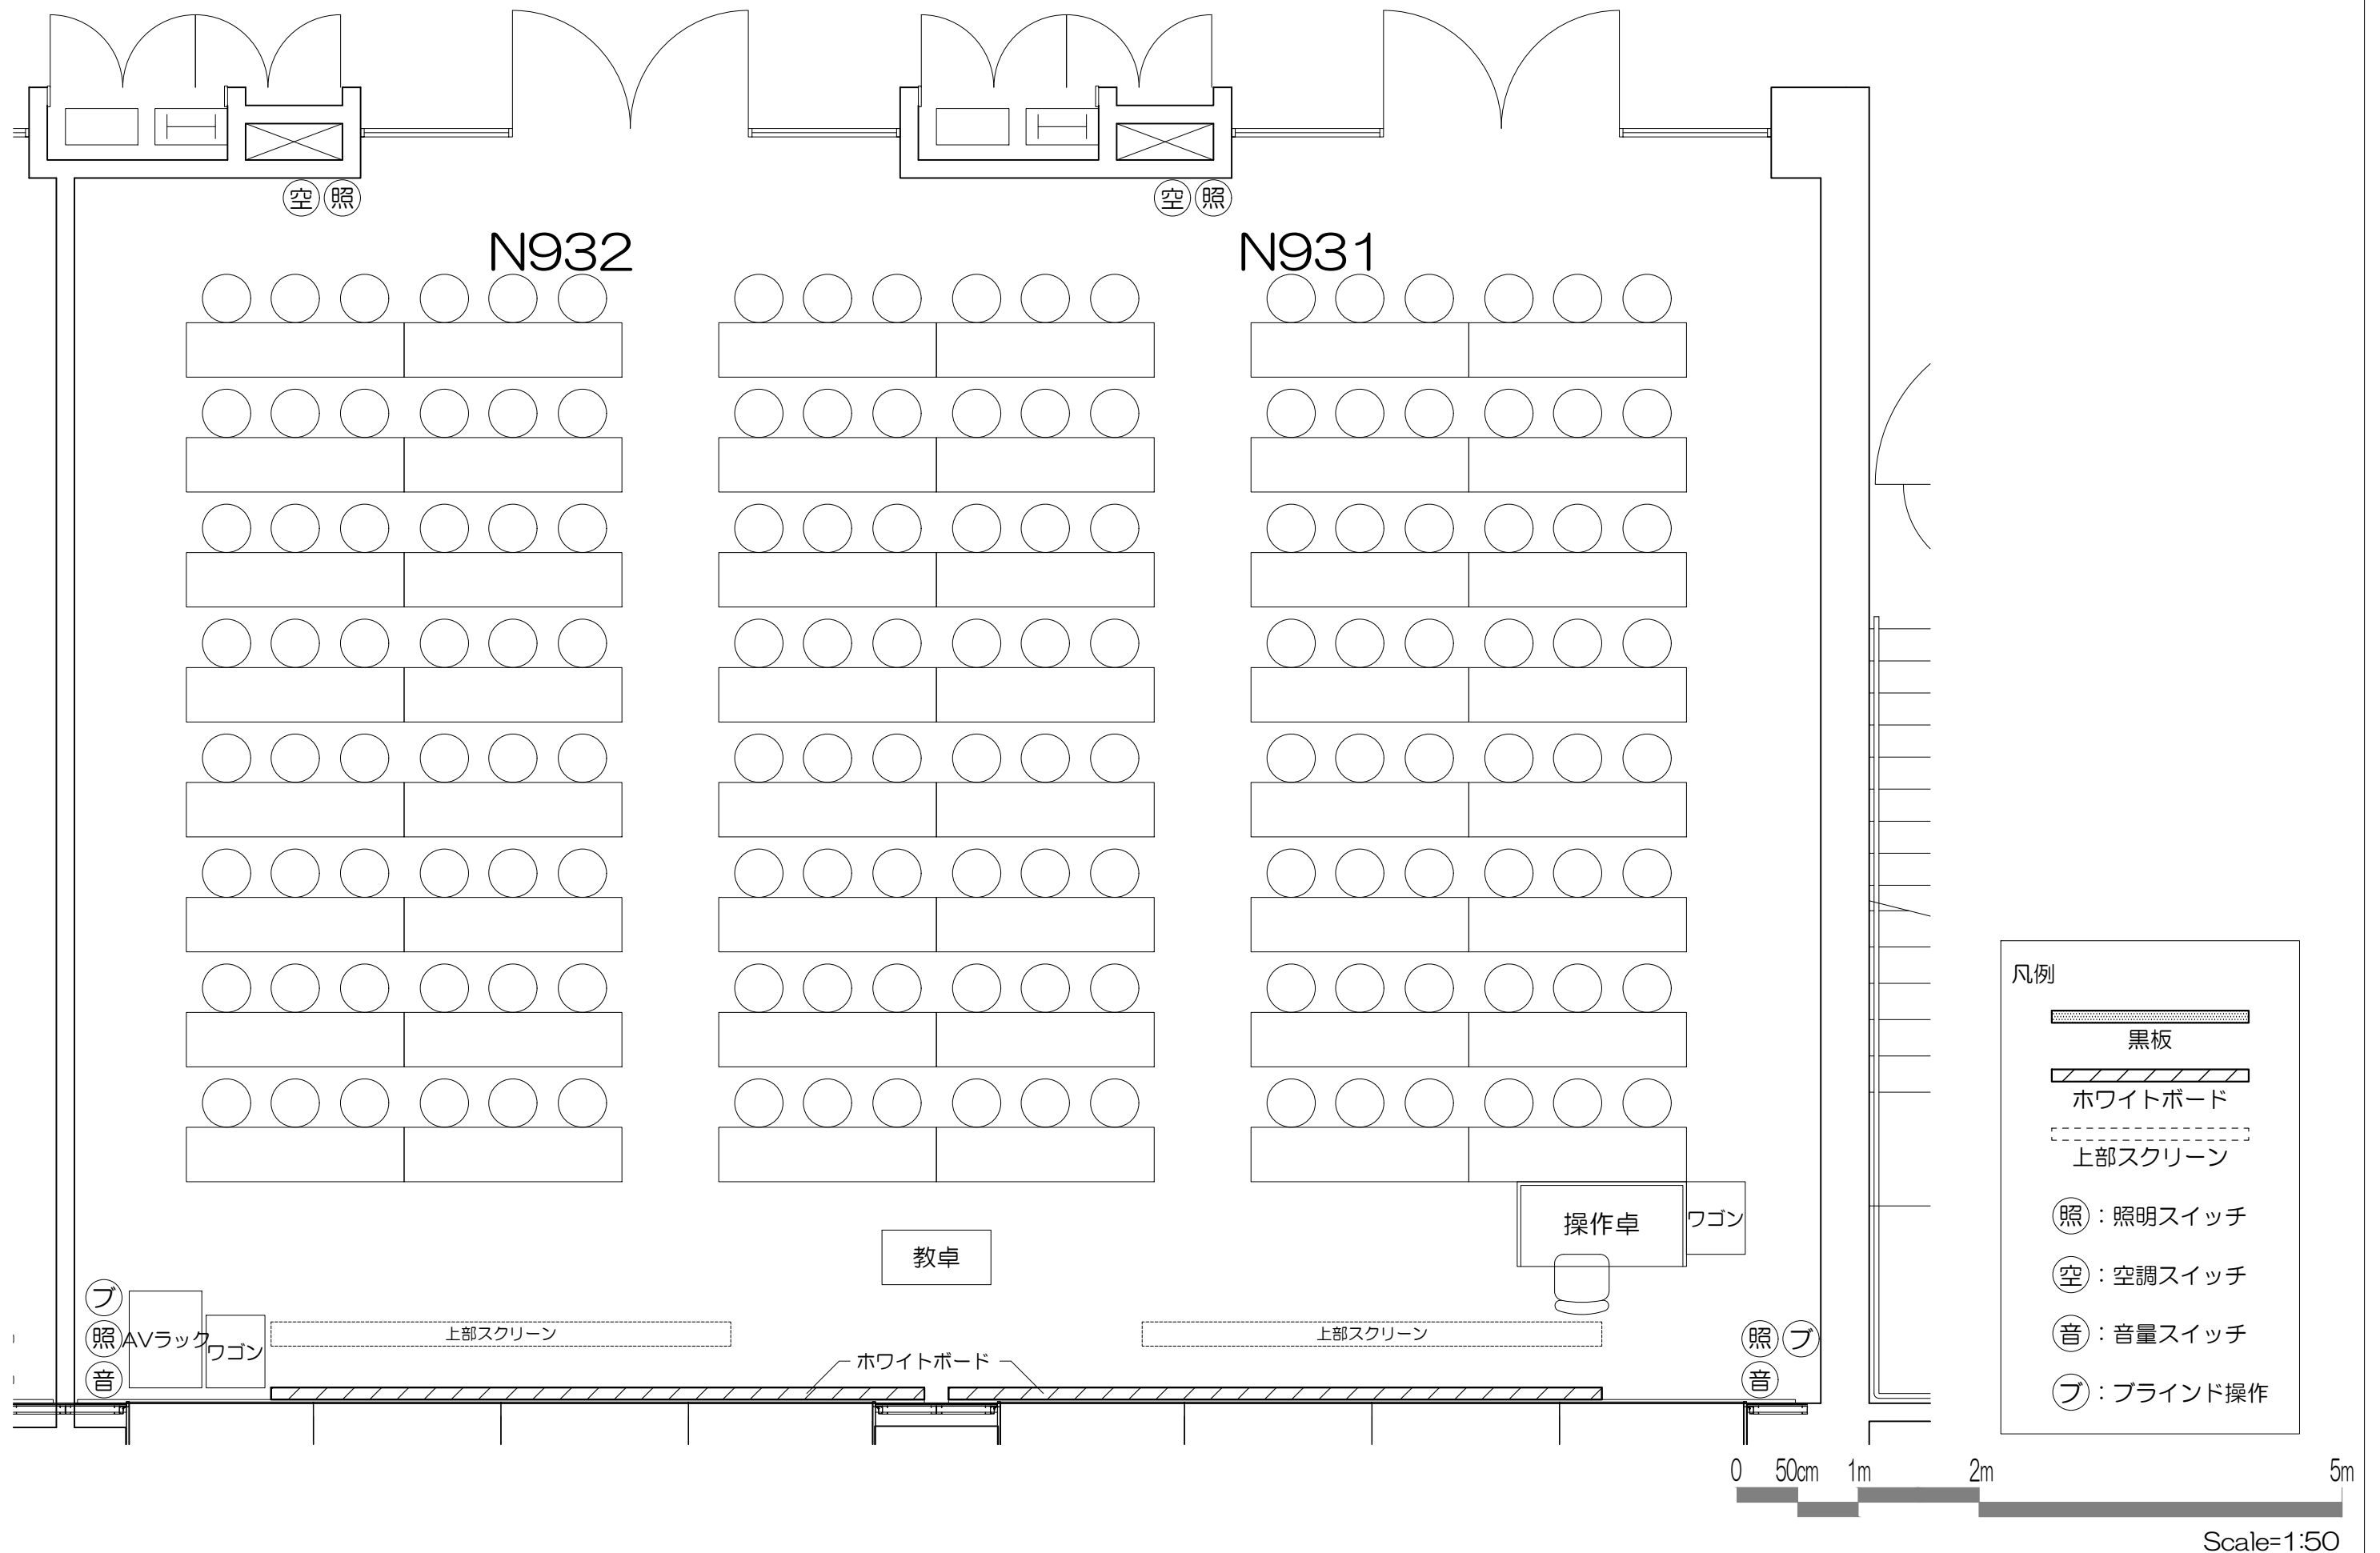 空 照
空 照
N932
N931
操作卓
ワゴン
教卓
ブ
照
音
AVラック
ワゴン
上部スクリーン
上部スクリーン
ホワイトボード
照 ブ
音
凡例
黒板
ホワイトボード
上部スクリーン
照：照明スイッチ
空：空調スイッチ
音：音量スイッチ
ブ：ブラインド操作
0 50cm 1m 2m 5m
Scale=1:50